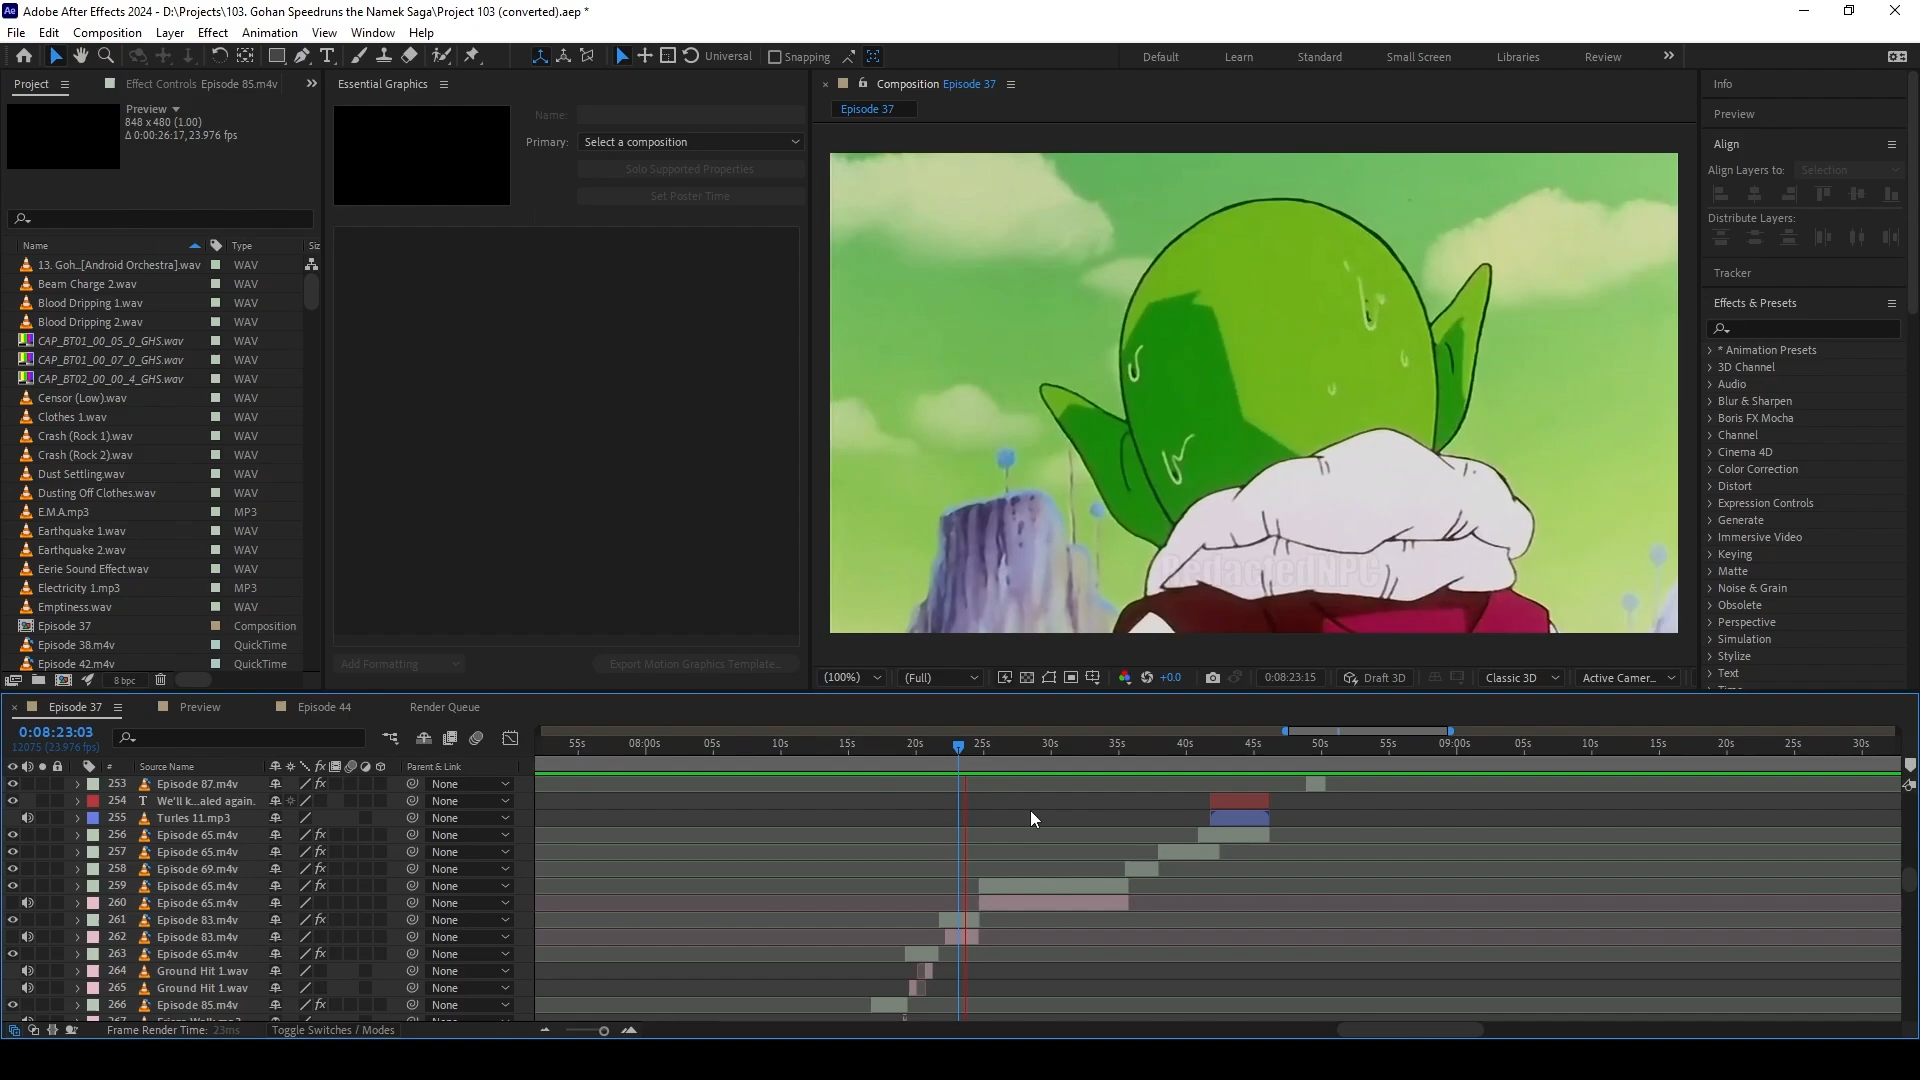 Adobe After Effects 2024 - D:\Projects\103. Gohan Speedruns the Namek Saga\Project 103 (converted).aep *
File Edit Composition Layer Effect Animation View Window Help
Universal Snapping Default Learn Standard Small Screen Libraries Review
Project Effect Controls Episode 85.m4v
Preview
848 x 480 (1.00)
Δ 0:00:26:17, 23.976 fps
Name Type Siz
13. Goh...[Android Orchestra].wav WAV
Beam Charge 2.wav WAV
Blood Dripping 1.wav WAV
Blood Dripping 2.wav WAV
CAP_BT01_00_05_0_GHS.wav WAV
CAP_BT01_00_07_0_GHS.wav WAV
CAP_BT02_00_00_4_GHS.wav WAV
Censor (Low).wav WAV
Clothes 1.wav WAV
Crash (Rock 1).wav WAV
Crash (Rock 2).wav WAV
Dust Settling.wav WAV
Dusting Off Clothes.wav WAV
E.M.A.mp3 MP3
Earthquake 1.wav WAV
Earthquake 2.wav WAV
Eerie Sound Effect.wav WAV
Electricity 1.mp3 MP3
Emptiness.wav WAV
Episode 37 Composition
Episode 38.m4v QuickTime
Episode 42.m4v QuickTime
8 bpc
Essential Graphics
Name:
Primary: Select a composition
Solo Supported Properties
Set Poster Time
Add Formatting Export Motion Graphics Template...
Composition Episode 37
Episode 37
RedactedNPC
(100%) (Full) +0.0 0:08:23:15 Draft 3D Classic 3D Active Camer...
Info
Preview
Align
Align Layers to: Selection
Distribute Layers:
Tracker
Effects & Presets
* Animation Presets
3D Channel
Audio
Blur & Sharpen
Boris FX Mocha
Channel
Cinema 4D
Color Correction
Distort
Expression Controls
Generate
Immersive Video
Keying
Matte
Noise & Grain
Obsolete
Perspective
Simulation
Stylize
Text
Episode 37 Preview Episode 44 Render Queue
0:08:23:03
12075 (23.976 fps)
55s 08:00s 05s 10s 15s 20s 25s 30s 35s 40s 45s 50s 55s 09:00s 05s 10s 15s 20s 25s 30s
# Source Name Parent & Link
253 Episode 87.m4v None
254 We'll k...aled again. None
255 Turles 11.mp3 None
256 Episode 65.m4v None
257 Episode 65.m4v None
258 Episode 69.m4v None
259 Episode 65.m4v None
260 Episode 65.m4v None
261 Episode 83.m4v None
262 Episode 83.m4v None
263 Episode 65.m4v None
264 Ground Hit 1.wav None
265 Ground Hit 1.wav None
266 Episode 85.m4v None
Frame Render Time: 23ms Toggle Switches / Modes